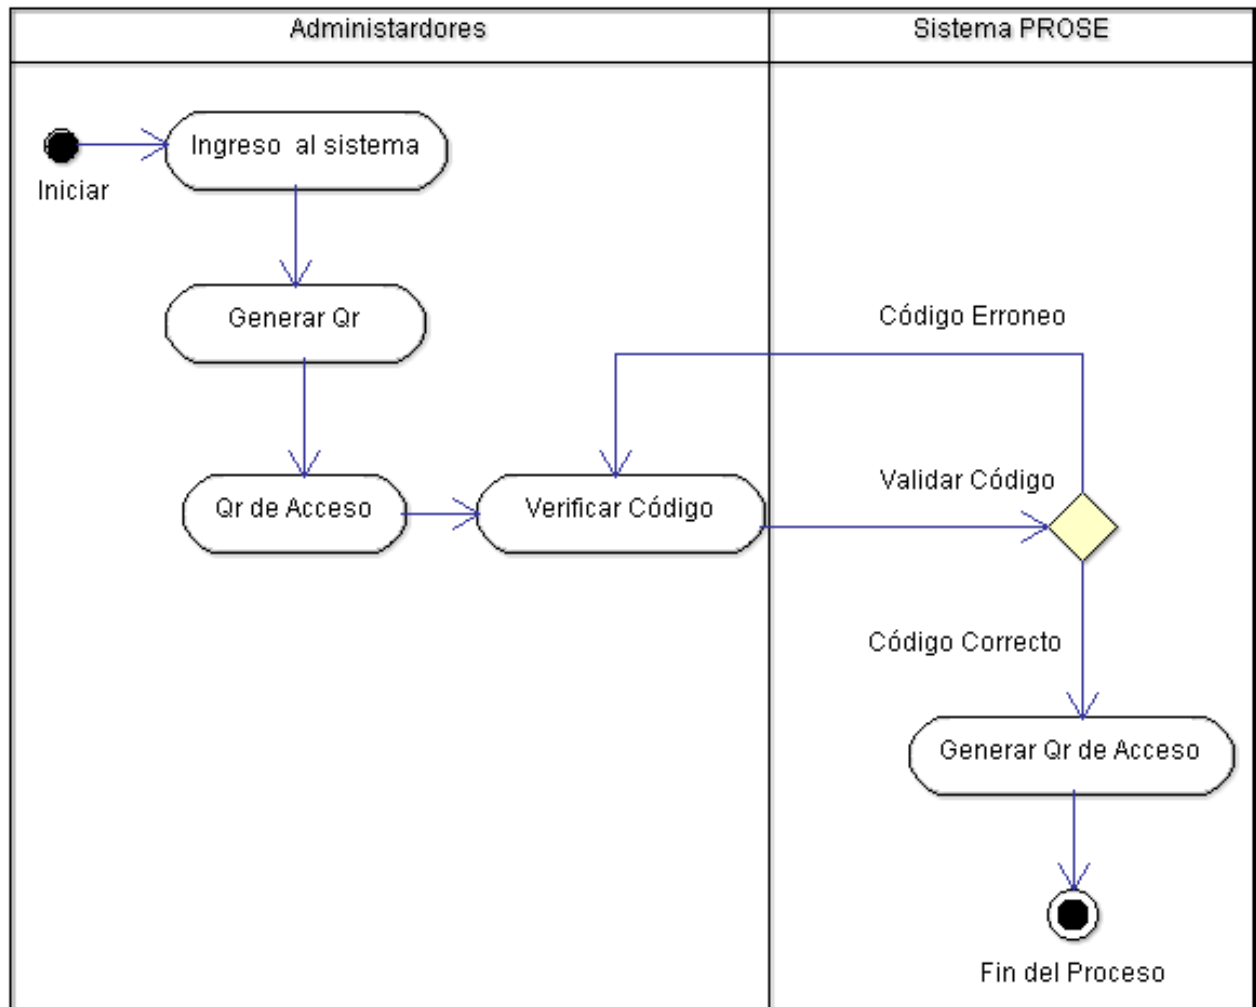 Administardores
Sistema PROSE
Ingreso al sistema
Iniciar
Generar Qr
Código Erroneo
Qr de Acceso
Verificar Código
Validar Código
Código Correcto
Generar Qr de Acceso
Fin del Proceso